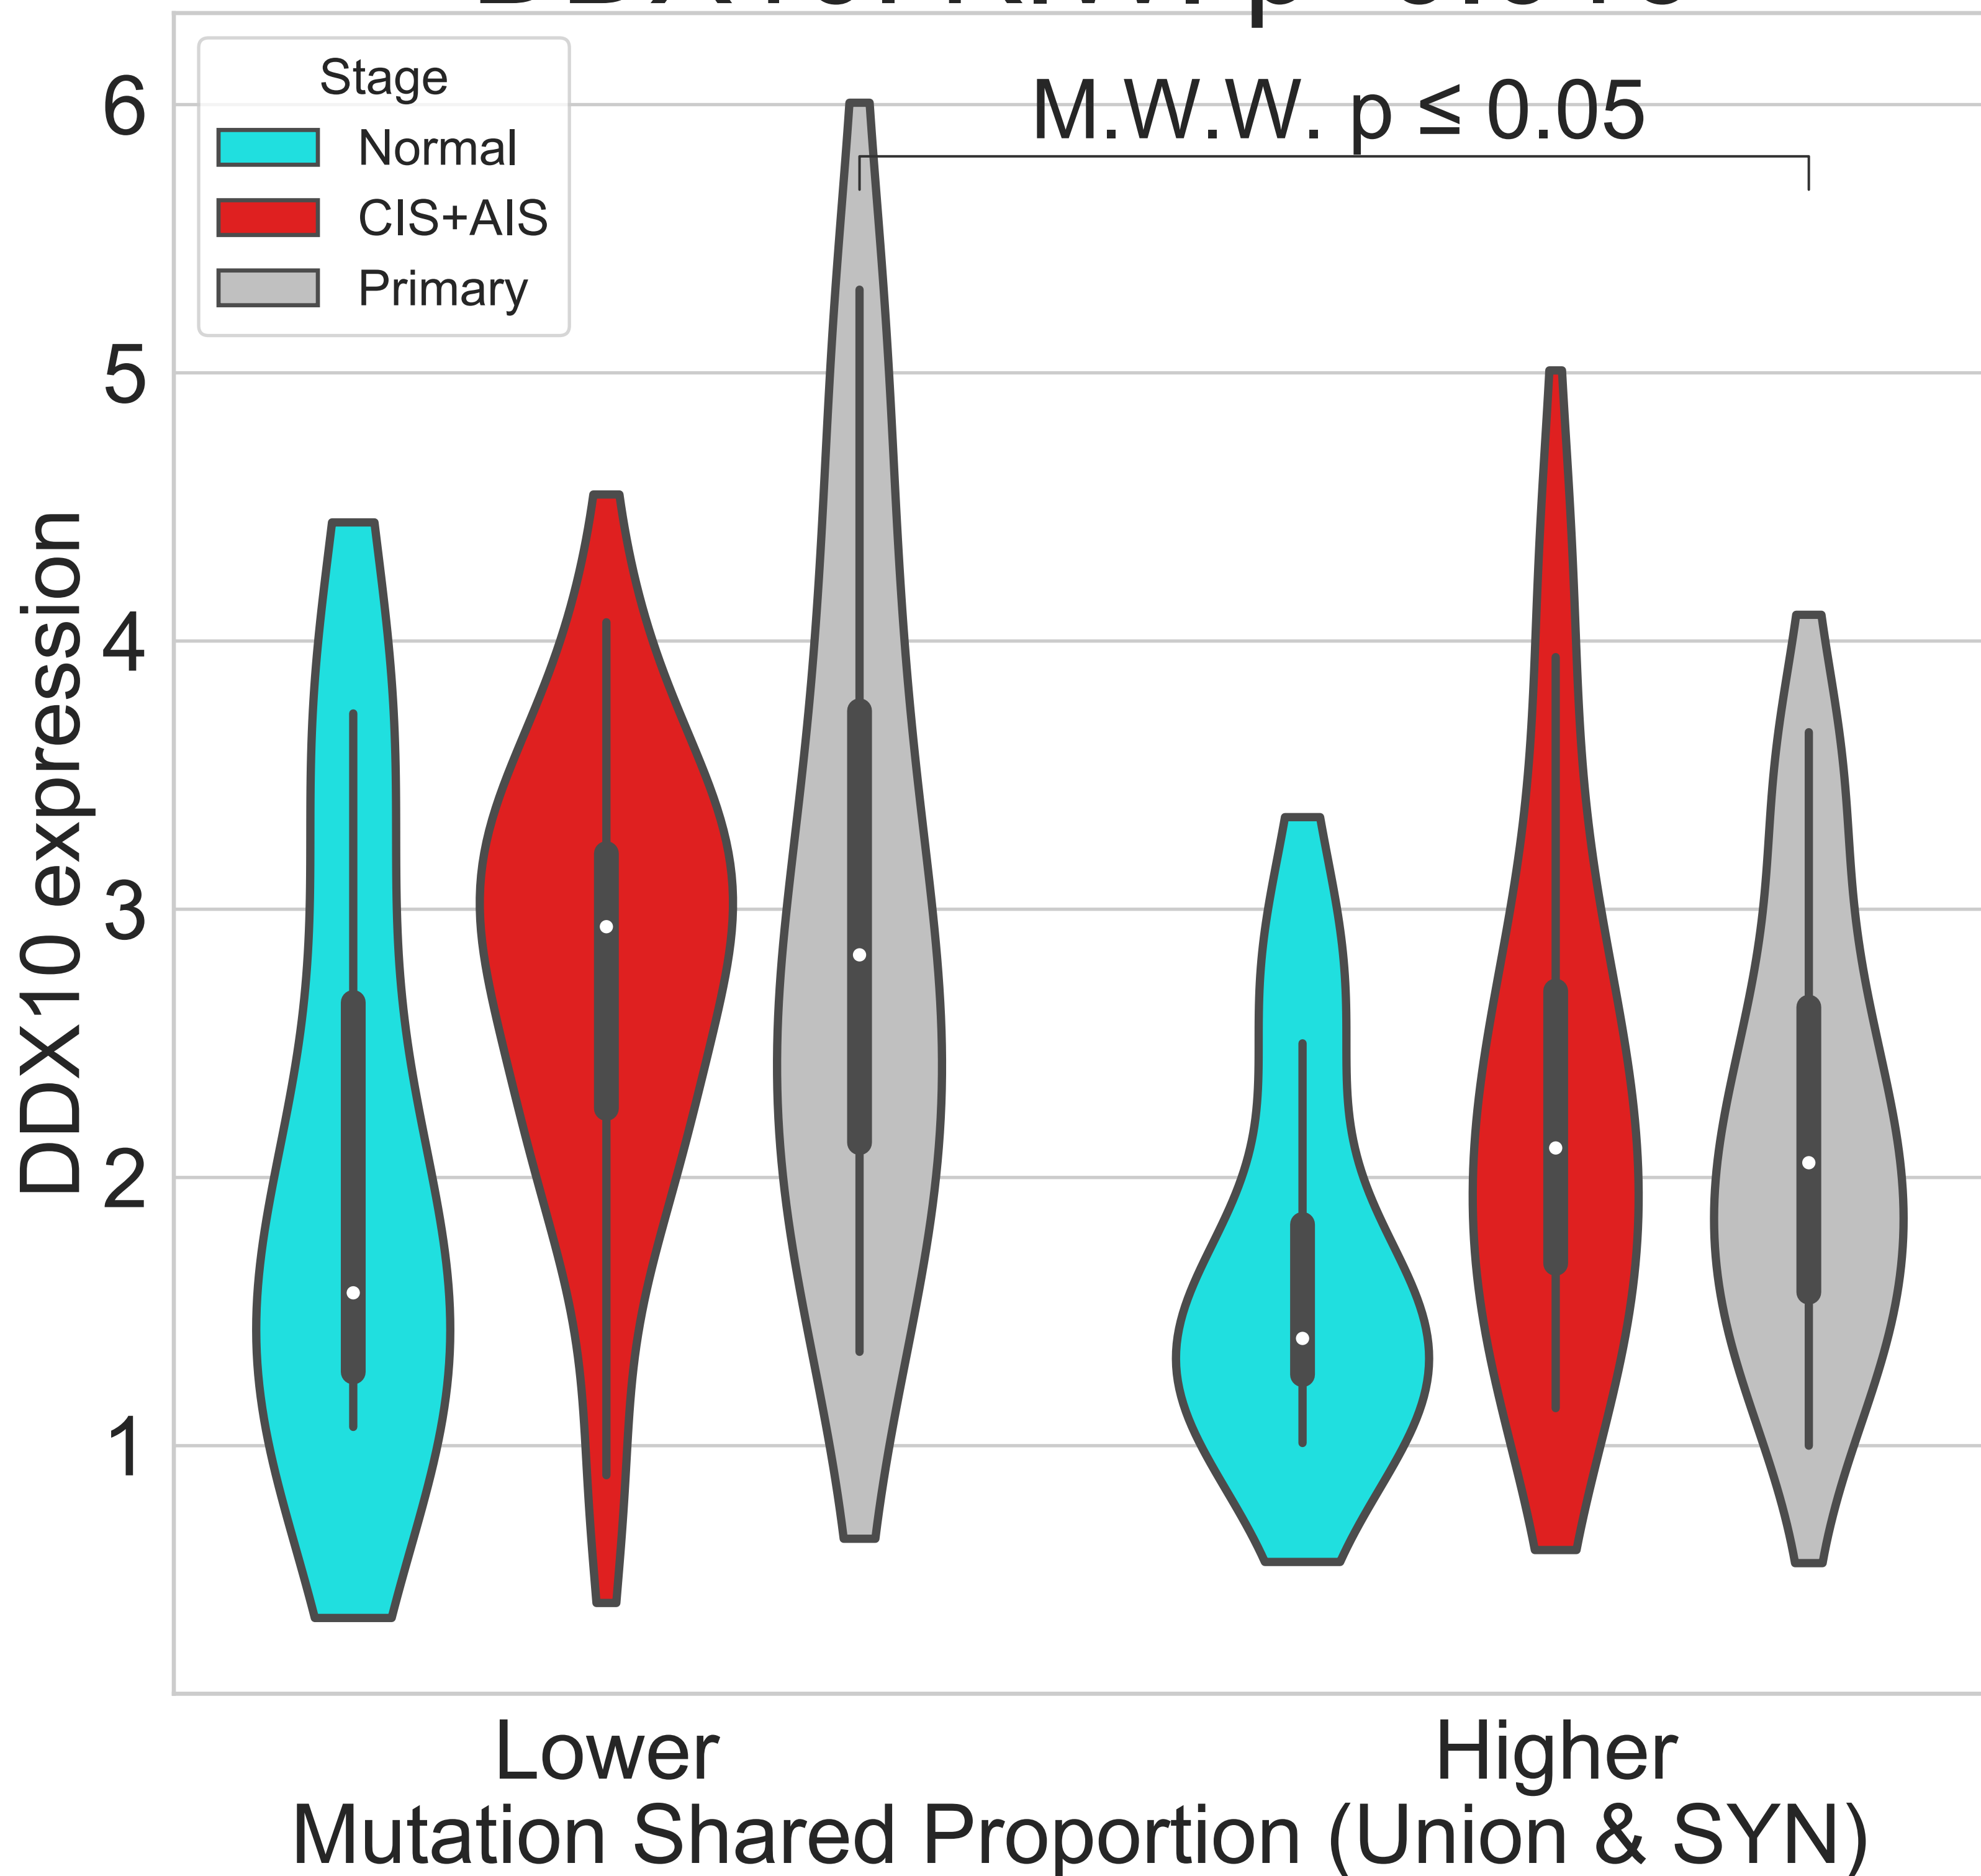 M.W.W. p ≤ 0.05
Stage
Normal
CIS+AIS
Primary
6
5
4
3
2
1
DDX10 expression
Lower
Higher
Mutation Shared Proportion (Union & SYN)